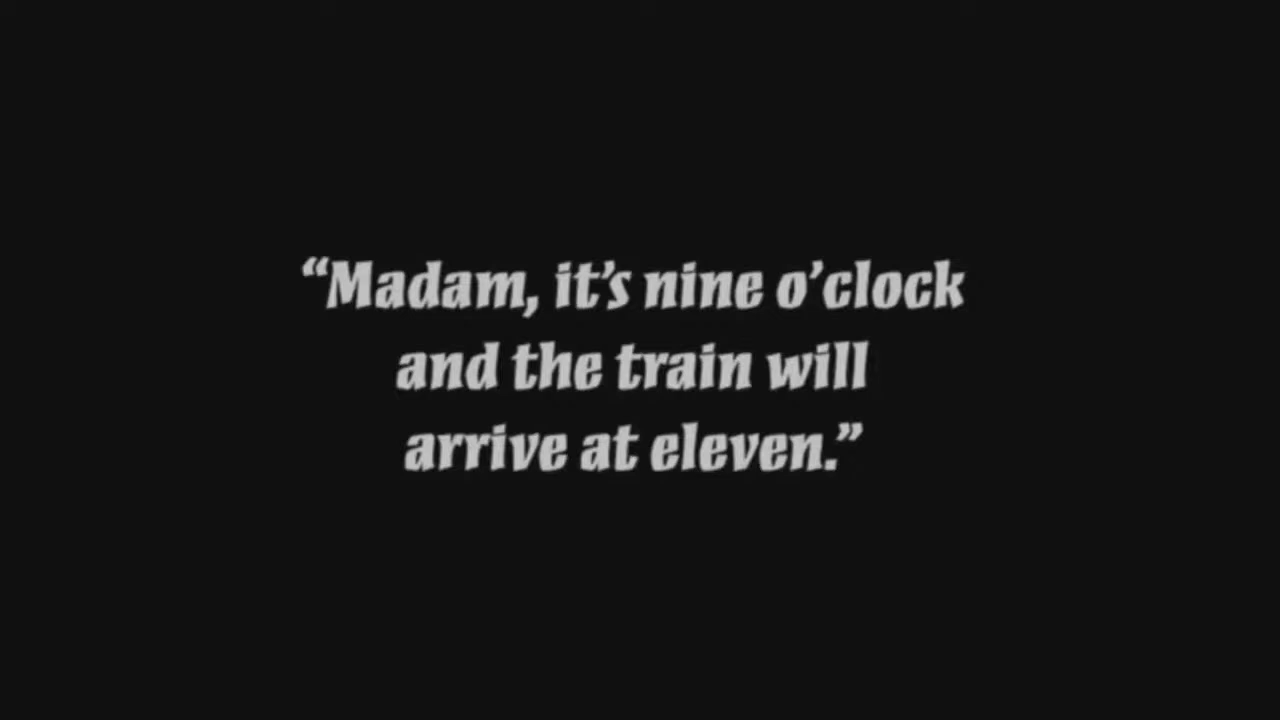 “Madam, it’s nine o’clock
and the train will
arrive at eleven.”